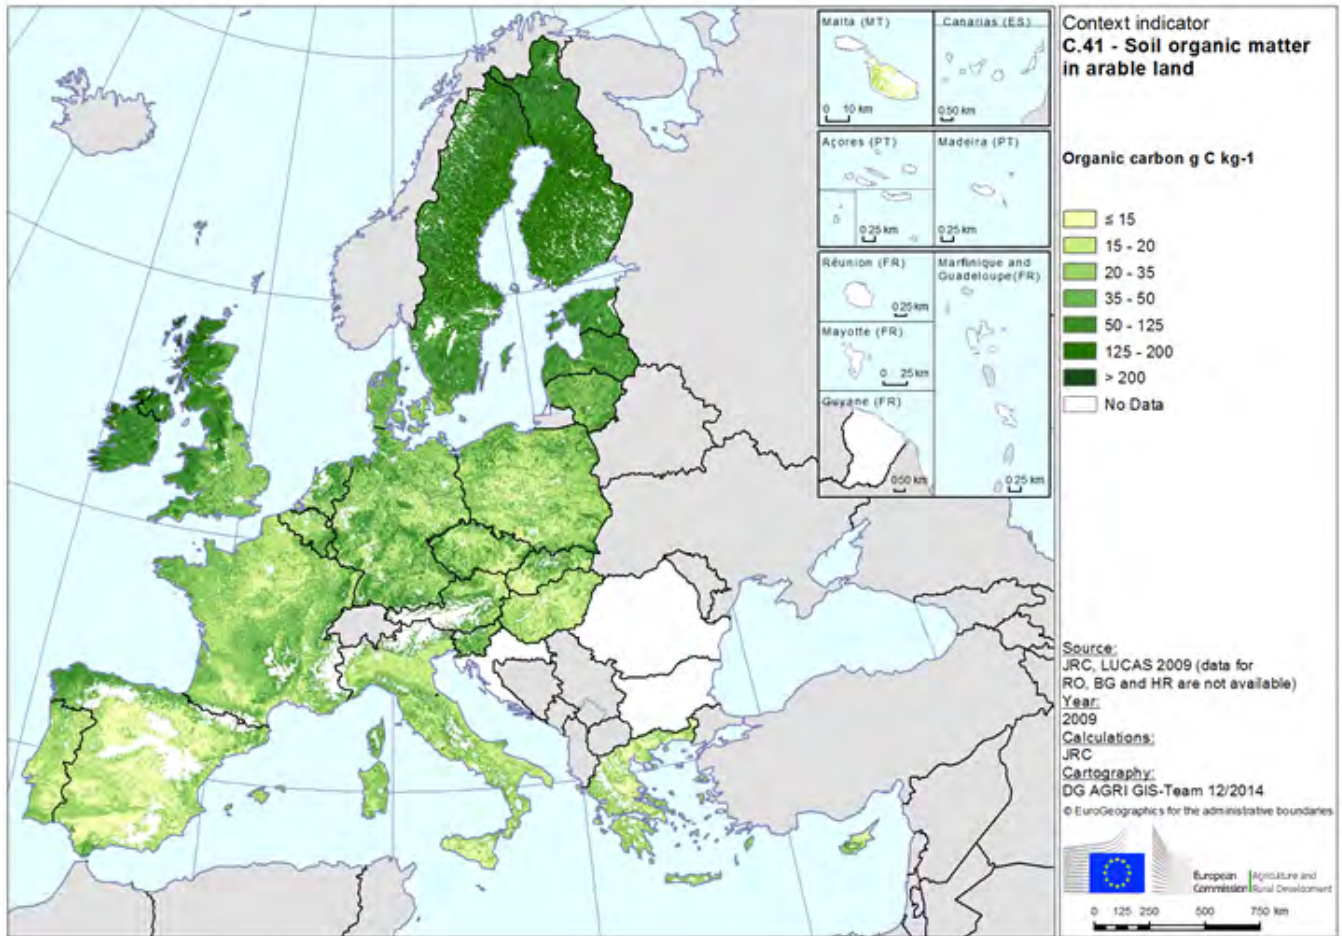 Malta (MT)
0 10 km
Canarias (ES)
0 50 km
Açores (PT)
0 25 km
Madeira (PT)
0 25 km
Réunion (FR)
0 25 km
Mayotte (FR)
0 25 km
Guyane (FR)
0 50 km
Martinique and
Guadeloupe(FR)
0 25 km
Context indicator
C.41 - Soil organic matter
in arable land
Organic carbon g C kg-1
≤ 15
15 - 20
20 - 35
35 - 50
50 - 125
125 - 200
> 200
No Data
Source:
JRC, LUCAS 2009 (data for
RO, BG and HR are not available)
Year:
2009
Calculations:
JRC
Cartography:
DG AGRI GIS-Team 12/2014
© EuroGeographics for the administrative boundaries
European
Commission
Agriculture and
Rural Development
0 125 250 500 750 km